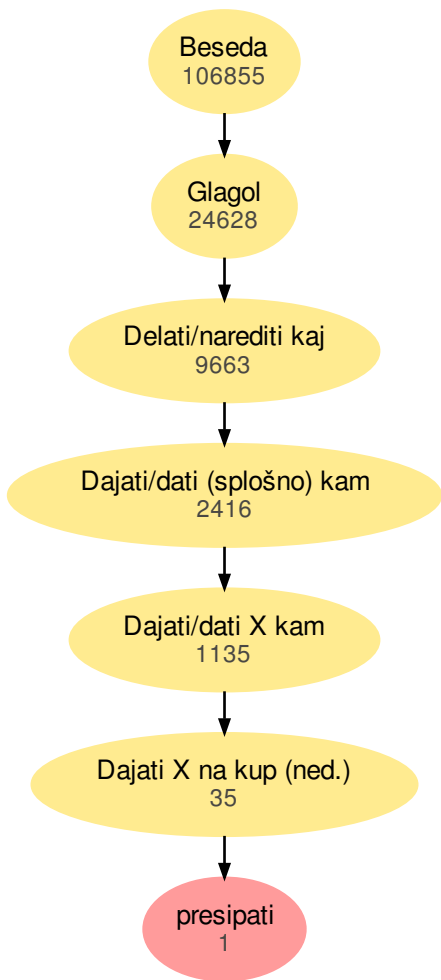 Beseda
106855
Glagol
24628
Delati/narediti kaj
9663
Dajati/dati (splošno) kam
2416
Dajati/dati X kam
1135
Dajati X na kup (ned.)
35
presipati
1